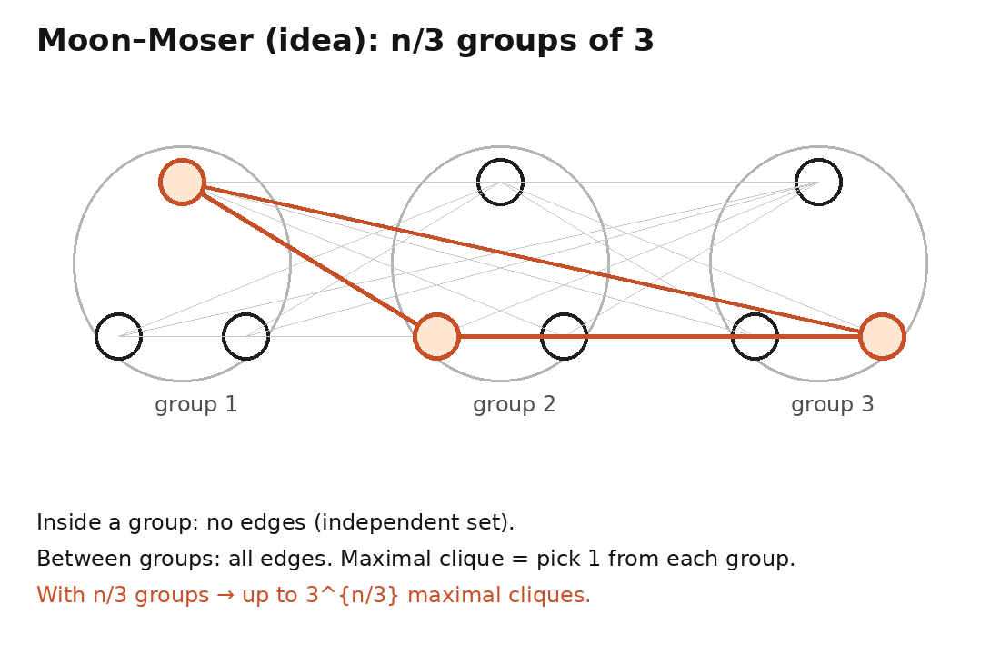 Moon–Moser (idea): n/3 groups of 3
group 1
group 2
group 3
Inside a group: no edges (independent set).
Between groups: all edges. Maximal clique = pick 1 from each group.
With n/3 groups → up to 3^{n/3} maximal cliques.